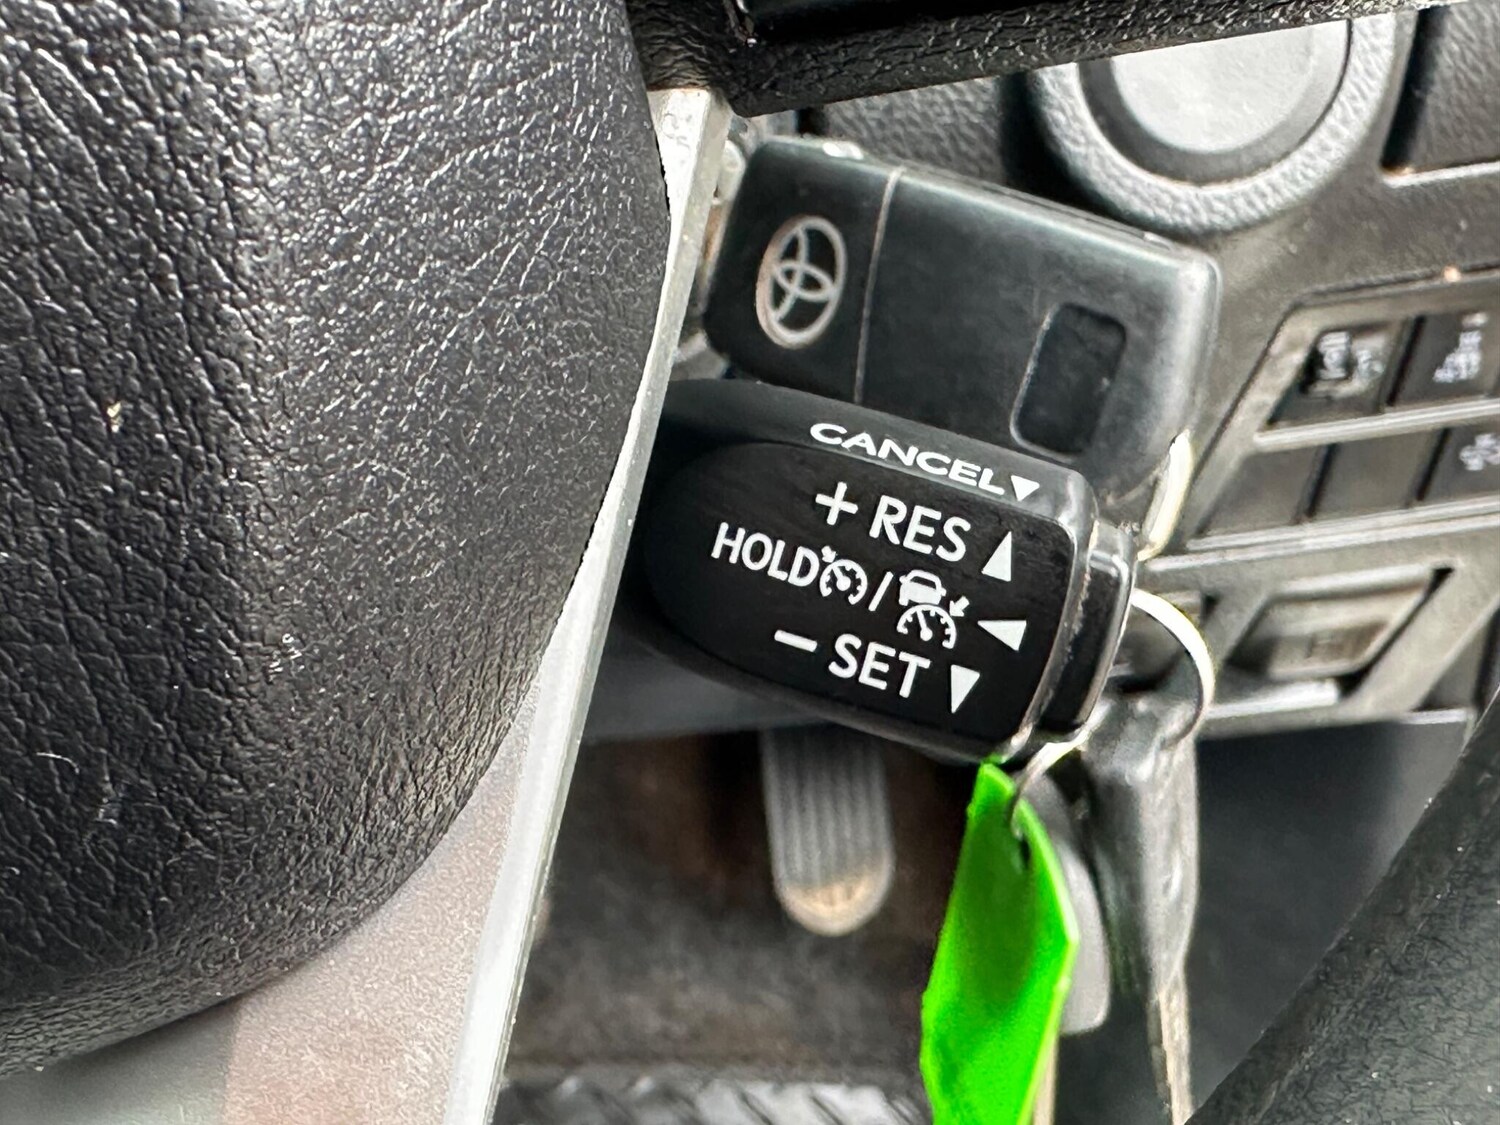 CANCEL▼
+ RES ▲
HOLD / ◀
− SET ▼